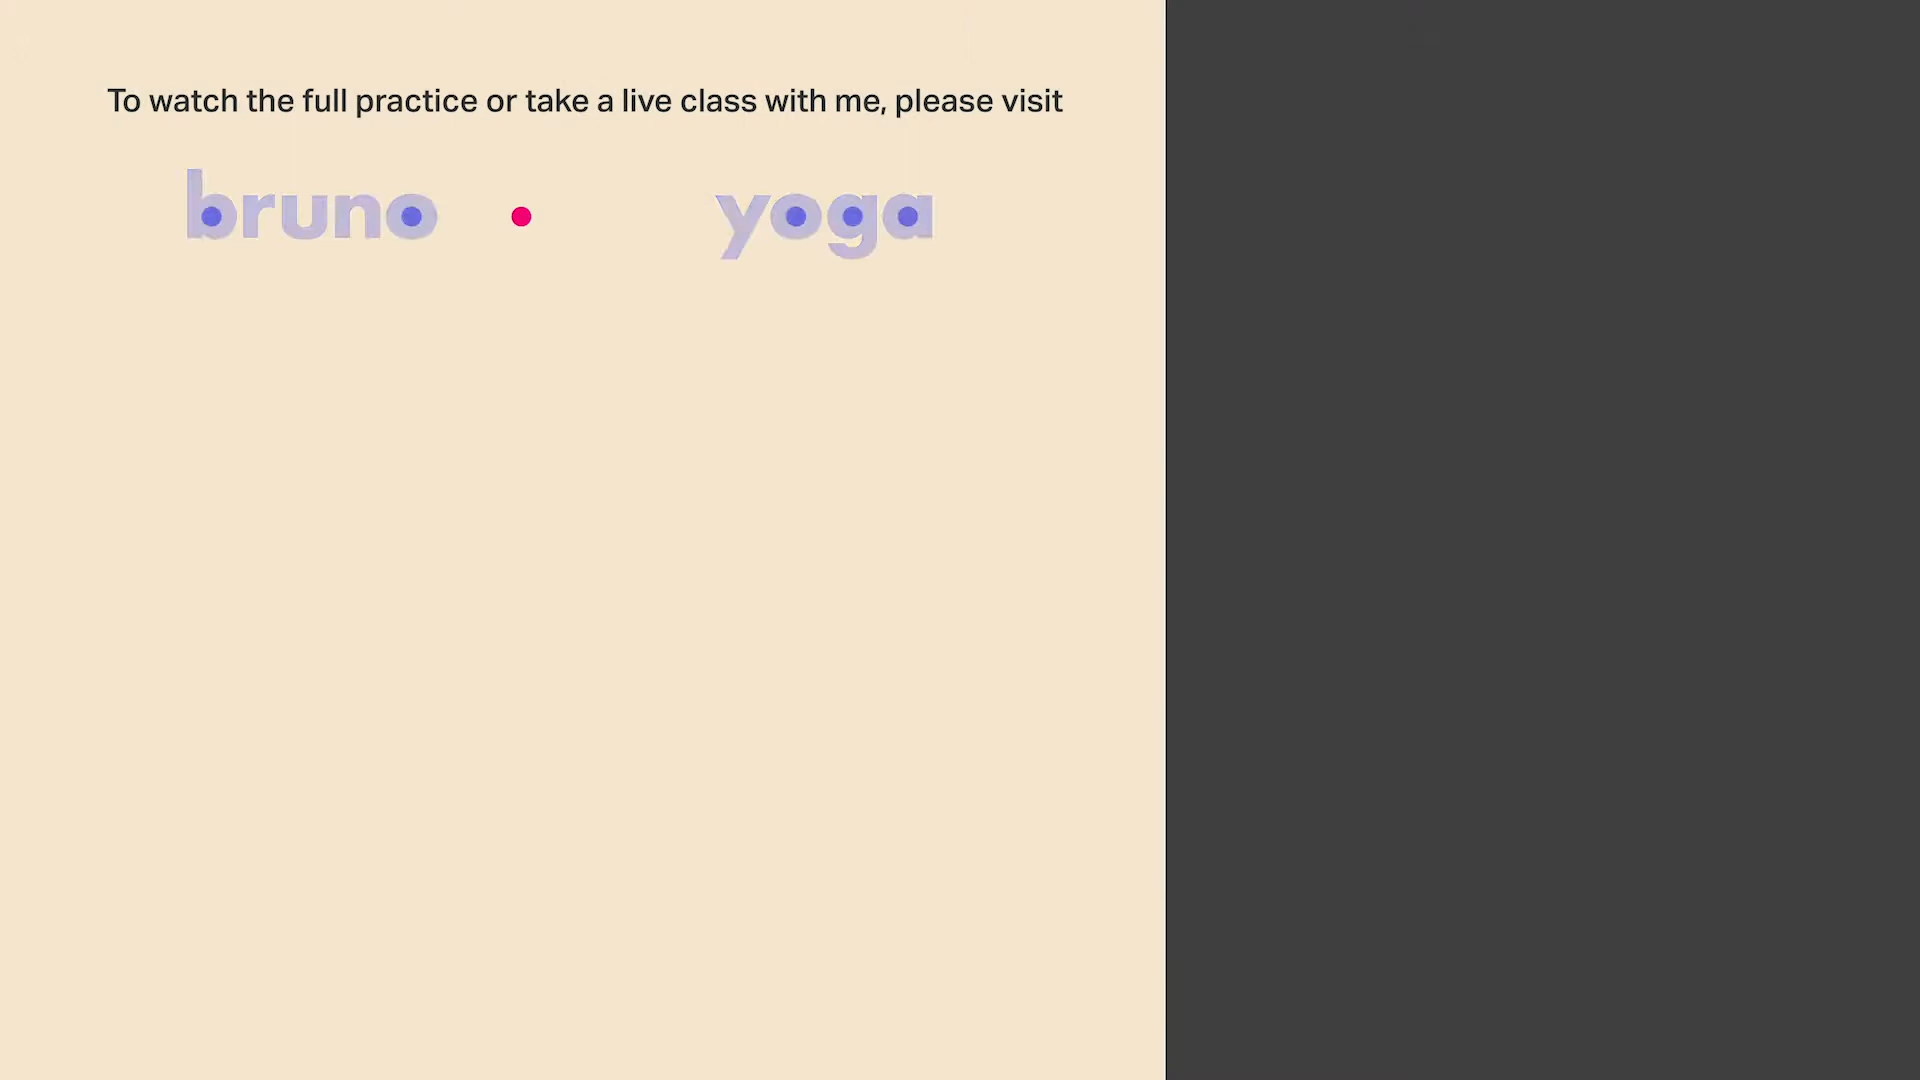 To watch the full practice or take a live class with me, please visit
bruno • yoga